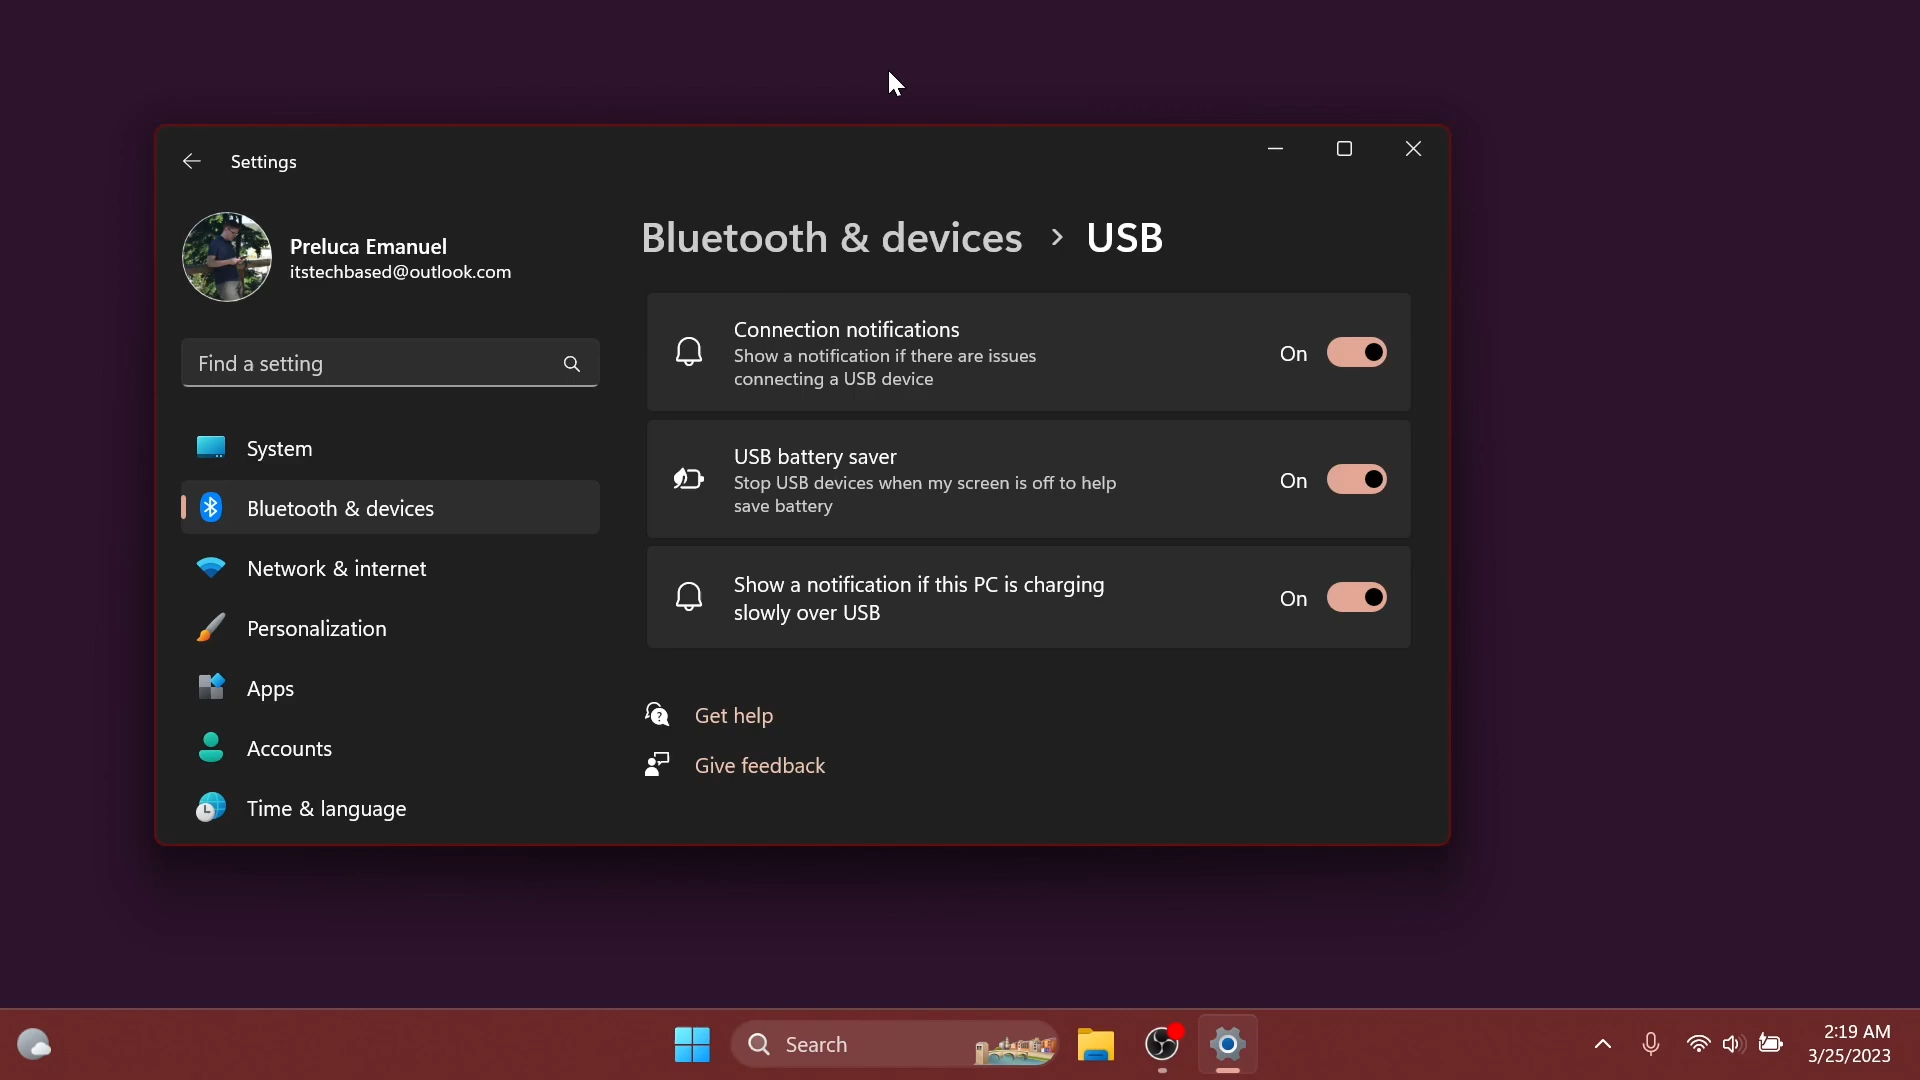 Settings
Preluca Emanuel
itstechbased@outlook.com
Find a setting
System
Bluetooth & devices
Network & internet
Personalization
Apps
Accounts
Time & language
Bluetooth & devices › USB
Connection notifications
Show a notification if there are issues
connecting a USB device
On
USB battery saver
Stop USB devices when my screen is off to help
save battery
On
Show a notification if this PC is charging
slowly over USB
On
Get help
Give feedback
Search
2:19 AM
3/25/2023